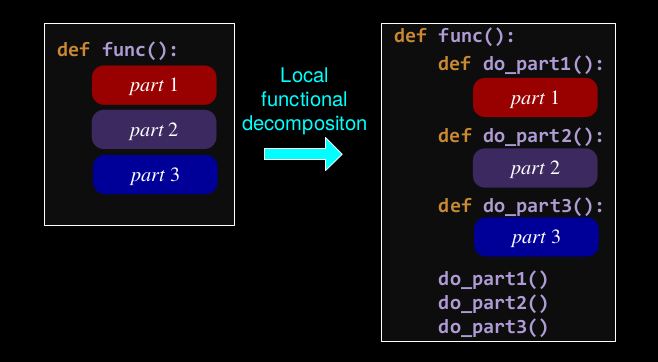 def func():
part 1
part 2
part 3
Local
functional
decompositon
def func():
def do_part1():
part 1
def do_part2():
part 2
def do_part3():
part 3
do_part1()
do_part2()
do_part3()